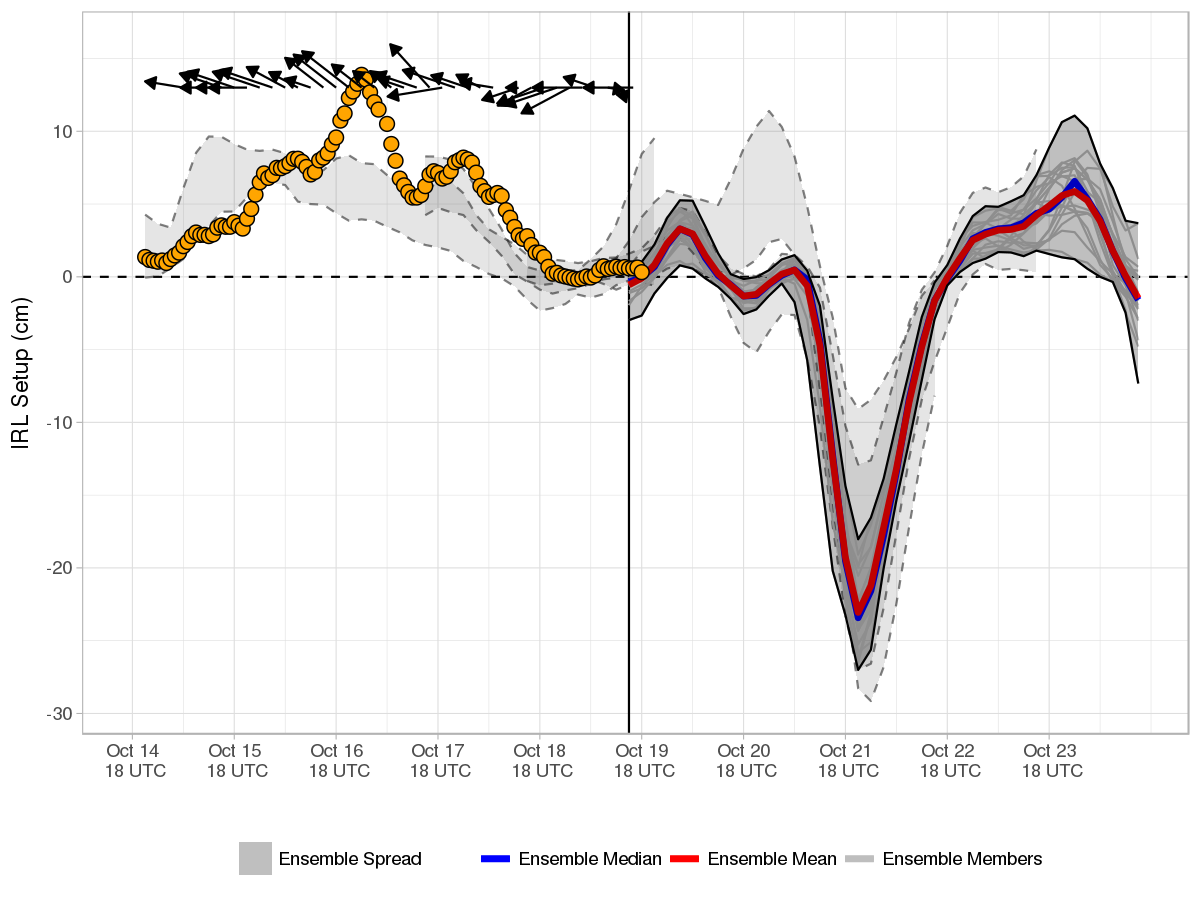 IRL Setup (cm)
10
0
-10
-20
-30
Oct 14 Oct 15 Oct 16 Oct 17 Oct 18 Oct 19 Oct 20 Oct 21 Oct 22 Oct 23
18 UTC 18 UTC 18 UTC 18 UTC 18 UTC 18 UTC 18 UTC 18 UTC 18 UTC 18 UTC
Ensemble Spread Ensemble Median Ensemble Mean Ensemble Members